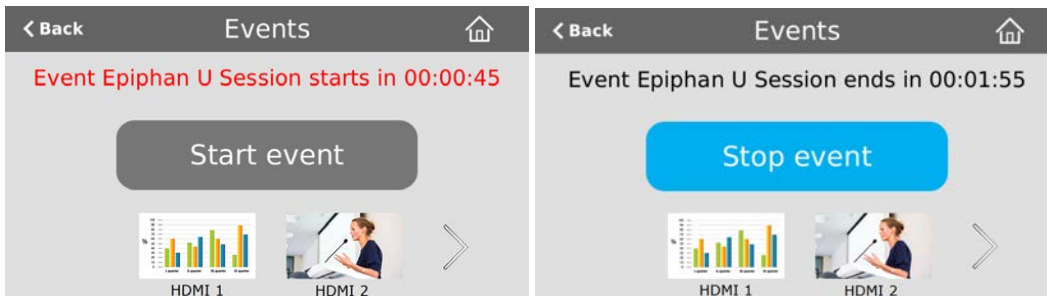 Back Events
Event Epiphan U Session starts in 00:00:45
Start event
%
HDMI 1 HDMI 2
Back Events
Event Epiphan U Session ends in 00:01:55
Stop event
%
HDMI 1 HDMI 2